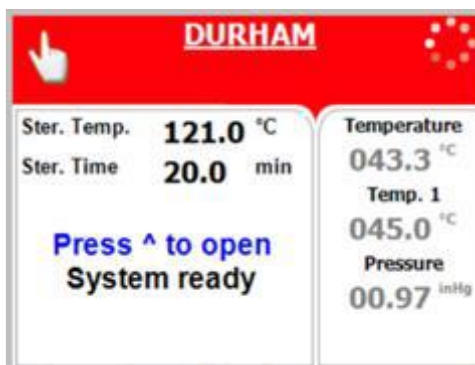 DURHAM
Ster. Temp. 121.0 °C
Ster. Time 20.0 min
Press ^ to open
System ready
Temperature
043.3 °C
Temp. 1
045.0 °C
Pressure
00.97 inHg